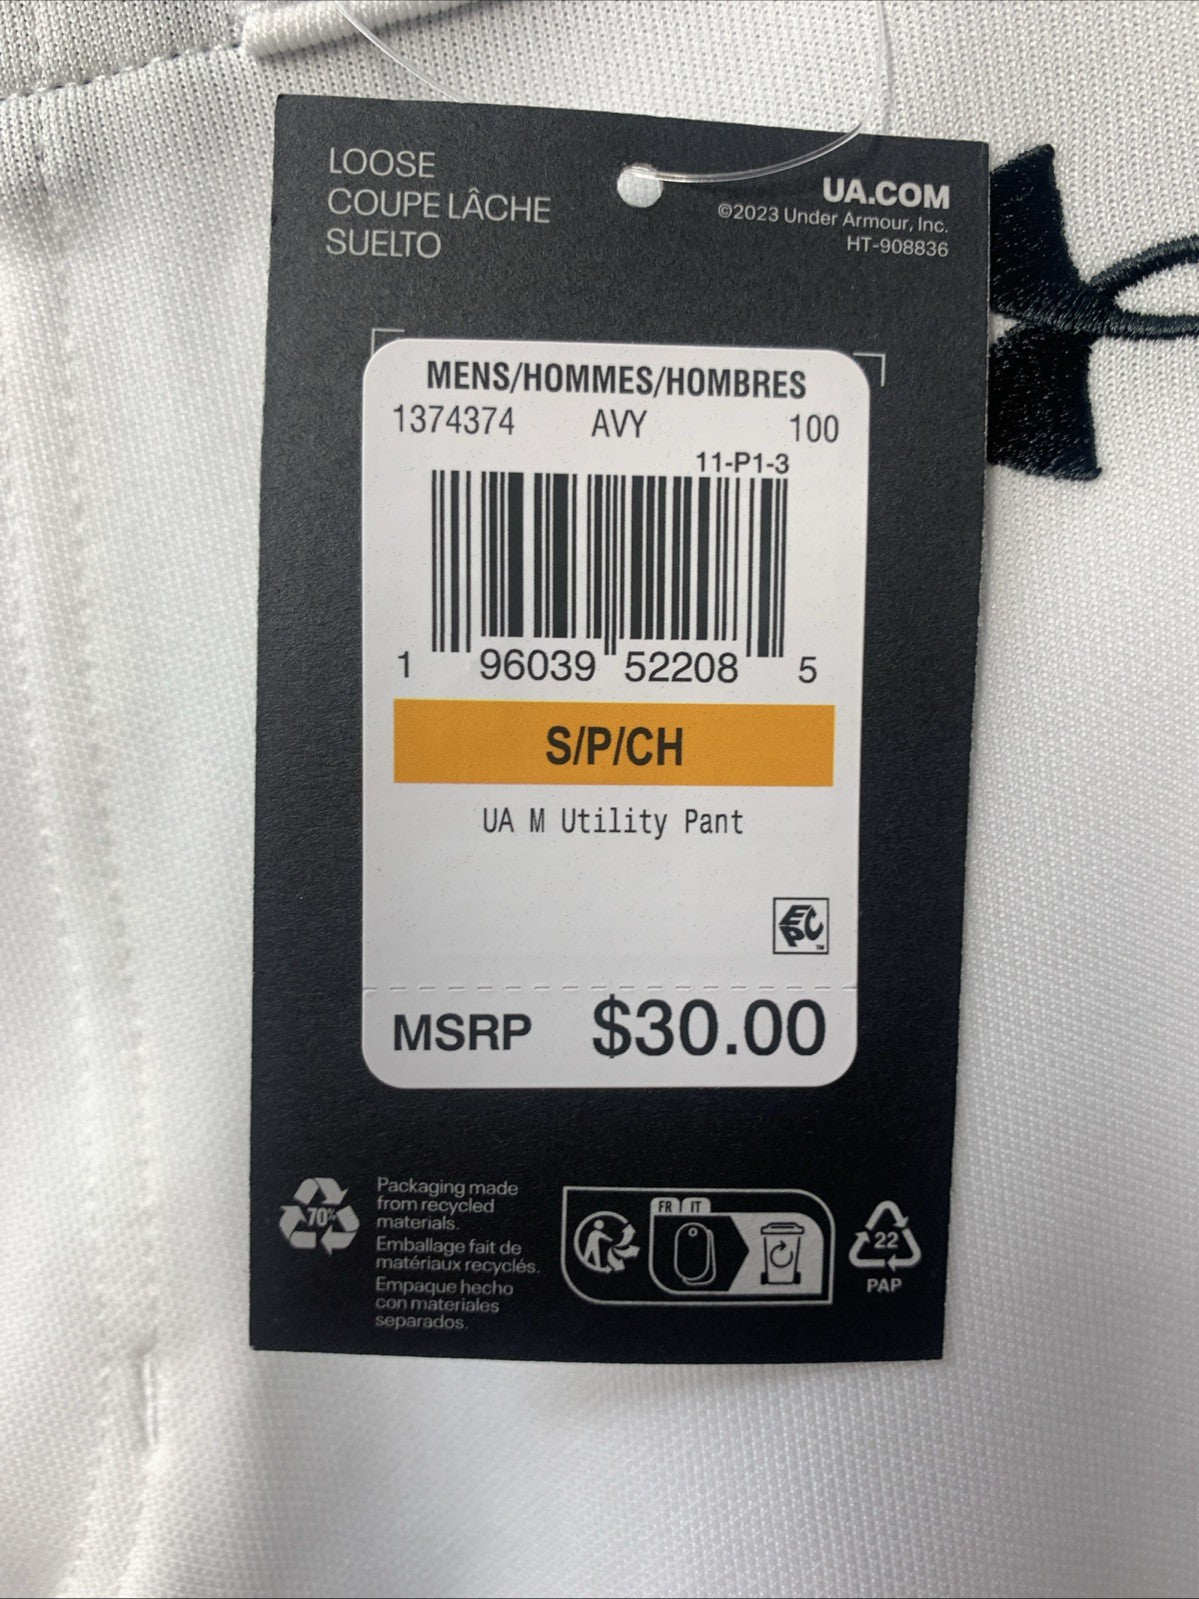 LOOSE
COUPE LÂCHE
SUELTO
UA.COM
©2023 Under Armour, Inc.
HT-908836
MENS/HOMMES/HOMBRES
1374374 AVY 100
11-P1-3
1 96039 52208 5
S/P/CH
UA M Utility Pant
EPC™
MSRP $30.00
70%
Packaging made
from recycled
materials.
Emballage fait de
matériaux recyclés.
Empaque hecho
con materiales
separados.
FR IT
22
PAP